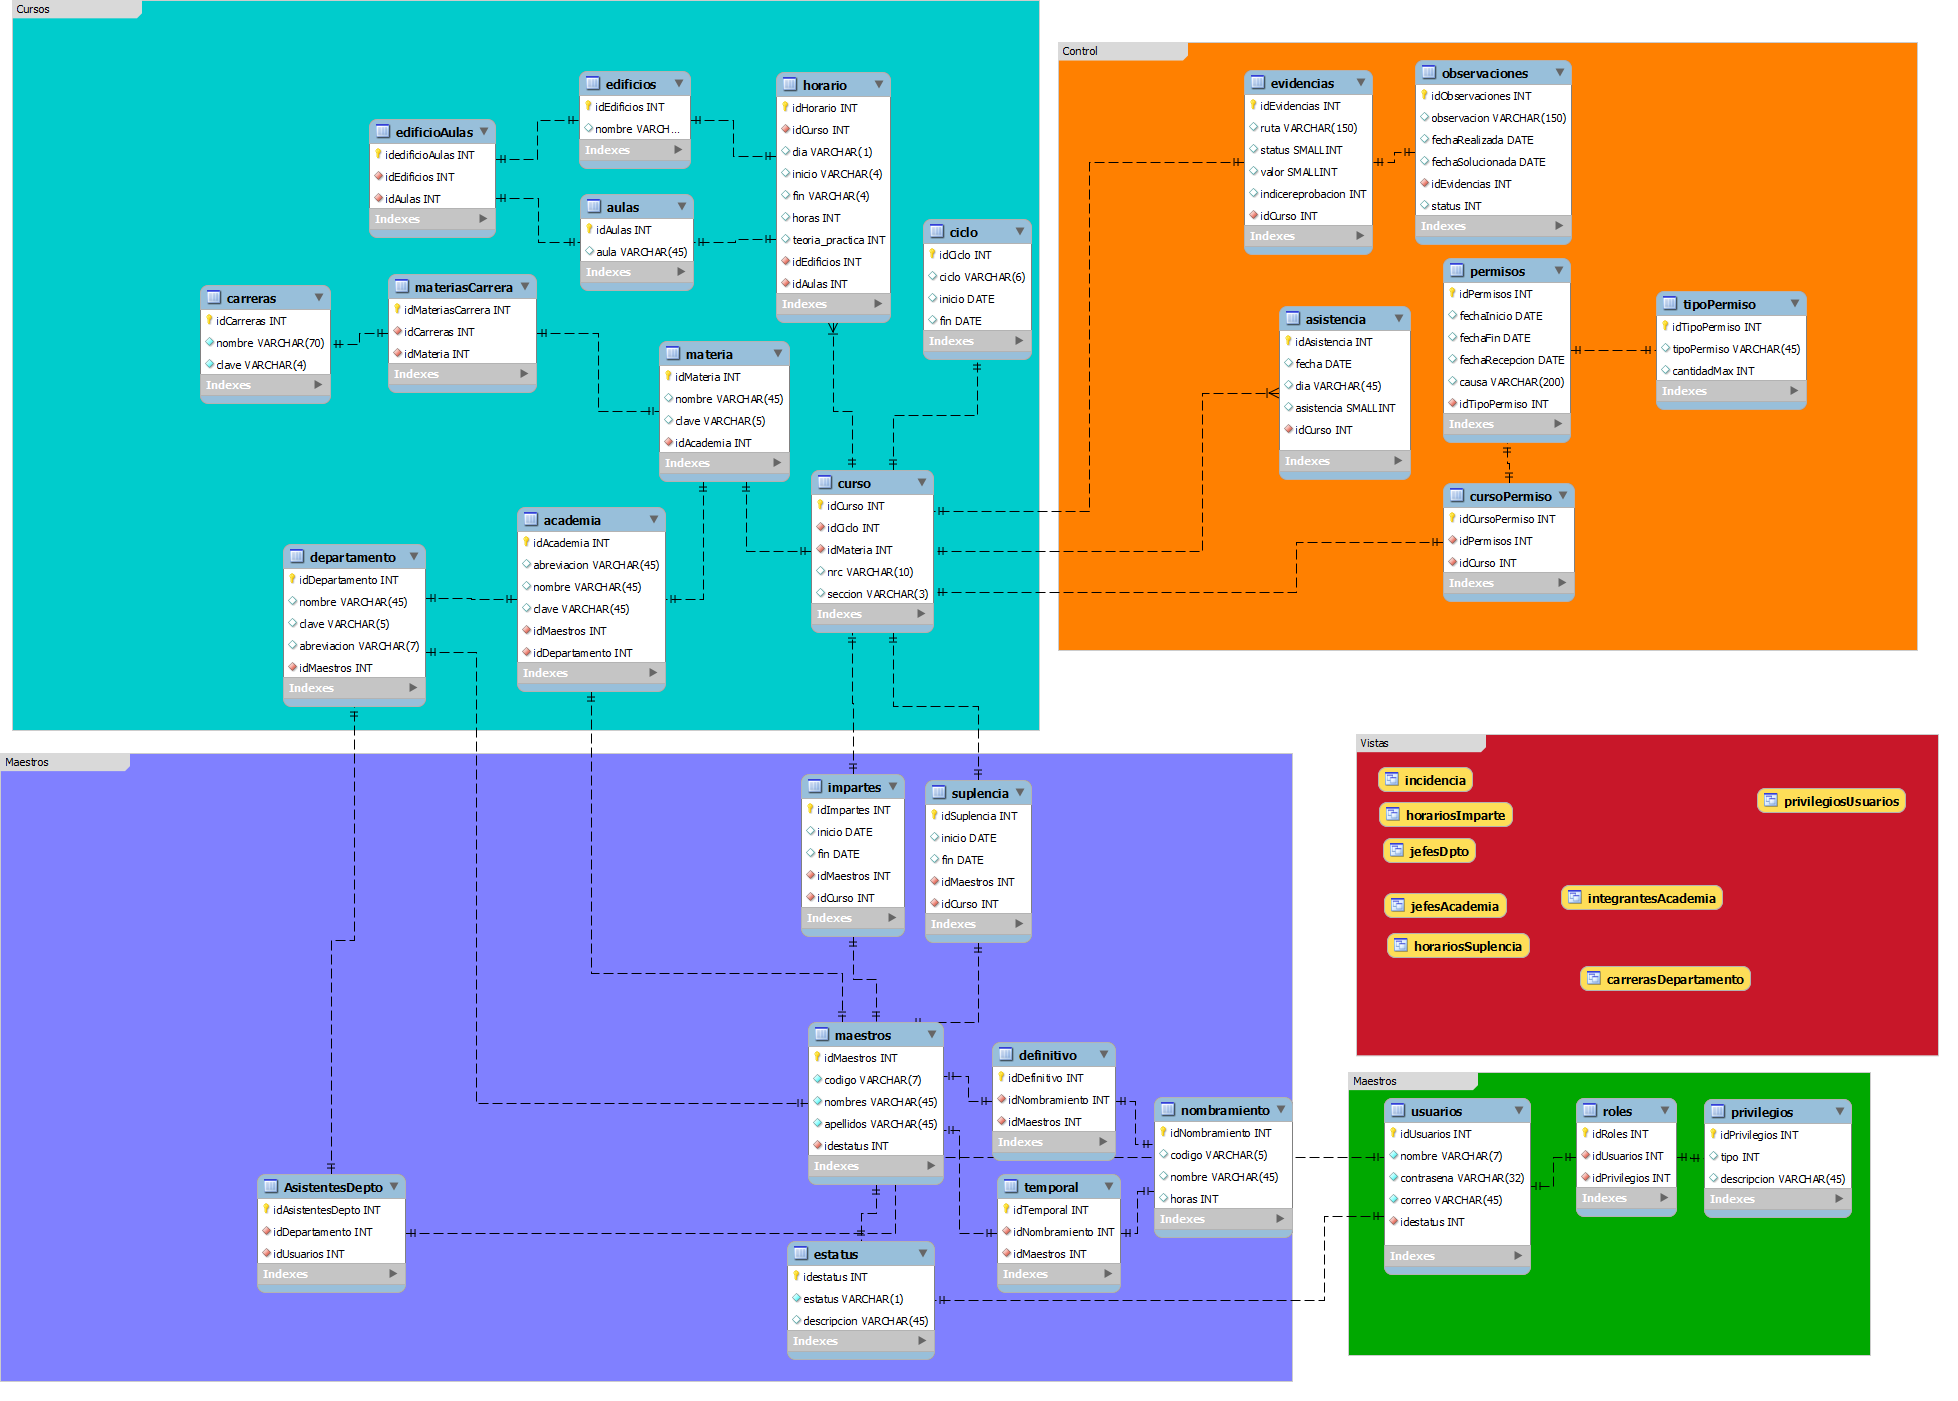 Cursos
edificios
idEdificios INT
nombre VARCH...
Indexes
horario
idHorario INT
idCurso INT
dia VARCHAR(1)
inicio VARCHAR(4)
fin VARCHAR(4)
horas INT
teoria_practica INT
idEdificios INT
idAulas INT
Indexes
edificioAulas
idedificioAulas INT
idEdificios INT
idAulas INT
Indexes
aulas
idAulas INT
aula VARCHAR(45)
Indexes
ciclo
idCiclo INT
ciclo VARCHAR(6)
inicio DATE
fin DATE
Indexes
carreras
idCarreras INT
nombre VARCHAR(70)
clave VARCHAR(4)
Indexes
materiasCarrera
idMateriasCarrera INT
idCarreras INT
idMateria INT
Indexes
materia
idMateria INT
nombre VARCHAR(45)
clave VARCHAR(5)
idAcademia INT
Indexes
curso
idCurso INT
idCiclo INT
idMateria INT
nrc VARCHAR(10)
seccion VARCHAR(3)
Indexes
academia
idAcademia INT
abreviacion VARCHAR(45)
nombre VARCHAR(45)
clave VARCHAR(45)
idMaestros INT
idDepartamento INT
Indexes
departamento
idDepartamento INT
nombre VARCHAR(45)
clave VARCHAR(5)
abreviacion VARCHAR(7)
idMaestros INT
Indexes
Control
evidencias
idEvidencias INT
ruta VARCHAR(150)
status SMALLINT
valor SMALLINT
indicereprobacion INT
idCurso INT
Indexes
observaciones
idObservaciones INT
observacion VARCHAR(150)
fechaRealizada DATE
fechaSolucionada DATE
idEvidencias INT
status INT
Indexes
permisos
idPermisos INT
fechaInicio DATE
fechaFin DATE
fechaRecepcion DATE
causa VARCHAR(200)
idTipoPermiso INT
Indexes
tipoPermiso
idTipoPermiso INT
tipoPermiso VARCHAR(45)
cantidadMax INT
Indexes
asistencia
idAsistencia INT
fecha DATE
dia VARCHAR(45)
asistencia SMALLINT
idCurso INT
Indexes
cursoPermiso
idCursoPermiso INT
idPermisos INT
idCurso INT
Indexes
Maestros
impartes
idImpartes INT
inicio DATE
fin DATE
idMaestros INT
idCurso INT
Indexes
suplencia
idSuplencia INT
inicio DATE
fin DATE
idMaestros INT
idCurso INT
Indexes
maestros
idMaestros INT
codigo VARCHAR(7)
nombres VARCHAR(45)
apellidos VARCHAR(45)
idestatus INT
Indexes
definitivo
idDefinitivo INT
idNombramiento INT
idMaestros INT
Indexes
nombramiento
idNombramiento INT
codigo VARCHAR(5)
nombre VARCHAR(45)
horas INT
Indexes
temporal
idTemporal INT
idNombramiento INT
idMaestros INT
Indexes
AsistentesDepto
idAsistentesDepto INT
idDepartamento INT
idUsuarios INT
Indexes
estatus
idestatus INT
estatus VARCHAR(1)
descripcion VARCHAR(45)
Indexes
Vistas
incidencia
privilegiosUsuarios
horariosImparte
jefesDpto
integrantesAcademia
jefesAcademia
horariosSuplencia
carrerasDepartamento
Maestros
usuarios
idUsuarios INT
nombre VARCHAR(7)
contrasena VARCHAR(32)
correo VARCHAR(45)
idestatus INT
Indexes
roles
idRoles INT
idUsuarios INT
idPrivilegios INT
Indexes
privilegios
idPrivilegios INT
tipo INT
descripcion VARCHAR(45)
Indexes